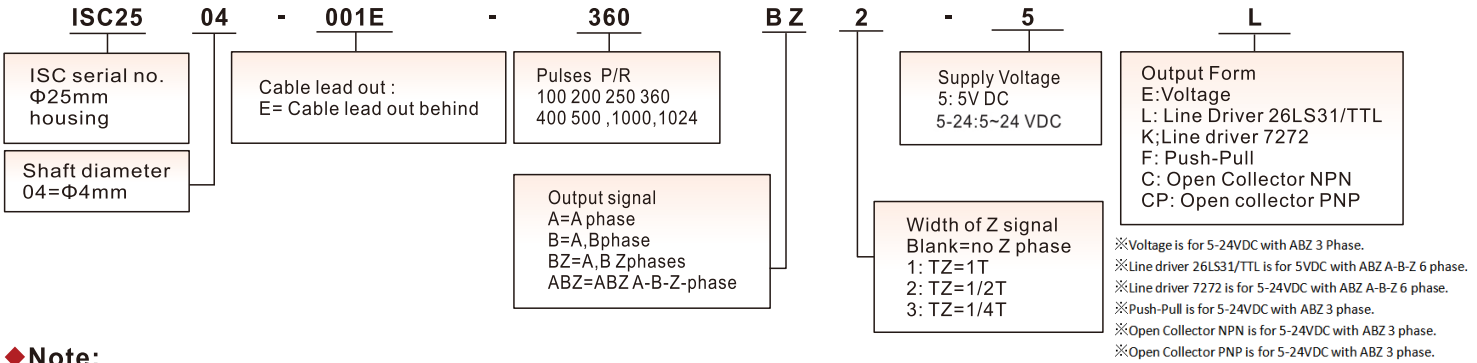 ISC25 04 - 001E - 360 BZ 2 - 5 L
ISC serial no.
Φ25mm
housing
Shaft diameter
04=Φ4mm
Cable lead out :
E= Cable lead out behind
Pulses P/R
100 200 250 360
400 500 ,1000,1024
Output signal
A=A phase
B=A,Bphase
BZ=A,B Zphases
ABZ=ABZ A-B-Z-phase
Width of Z signal
Blank=no Z phase
1: TZ=1T
2: TZ=1/2T
3: TZ=1/4T
Supply Voltage
5: 5V DC
5-24:5~24 VDC
Output Form
E:Voltage
L: Line Driver 26LS31/TTL
K;Line driver 7272
F: Push-Pull
C: Open Collector NPN
CP: Open collector PNP
※Voltage is for 5-24VDC with ABZ 3 Phase.
※Line driver 26LS31/TTL is for 5VDC with ABZ A-B-Z 6 phase.
※Line driver 7272 is for 5-24VDC with ABZ A-B-Z 6 phase.
※Push-Pull is for 5-24VDC with ABZ 3 phase.
※Open Collector NPN is for 5-24VDC with ABZ 3 phase.
※Open Collector PNP is for 5-24VDC with ABZ 3 phase.
◆Note: